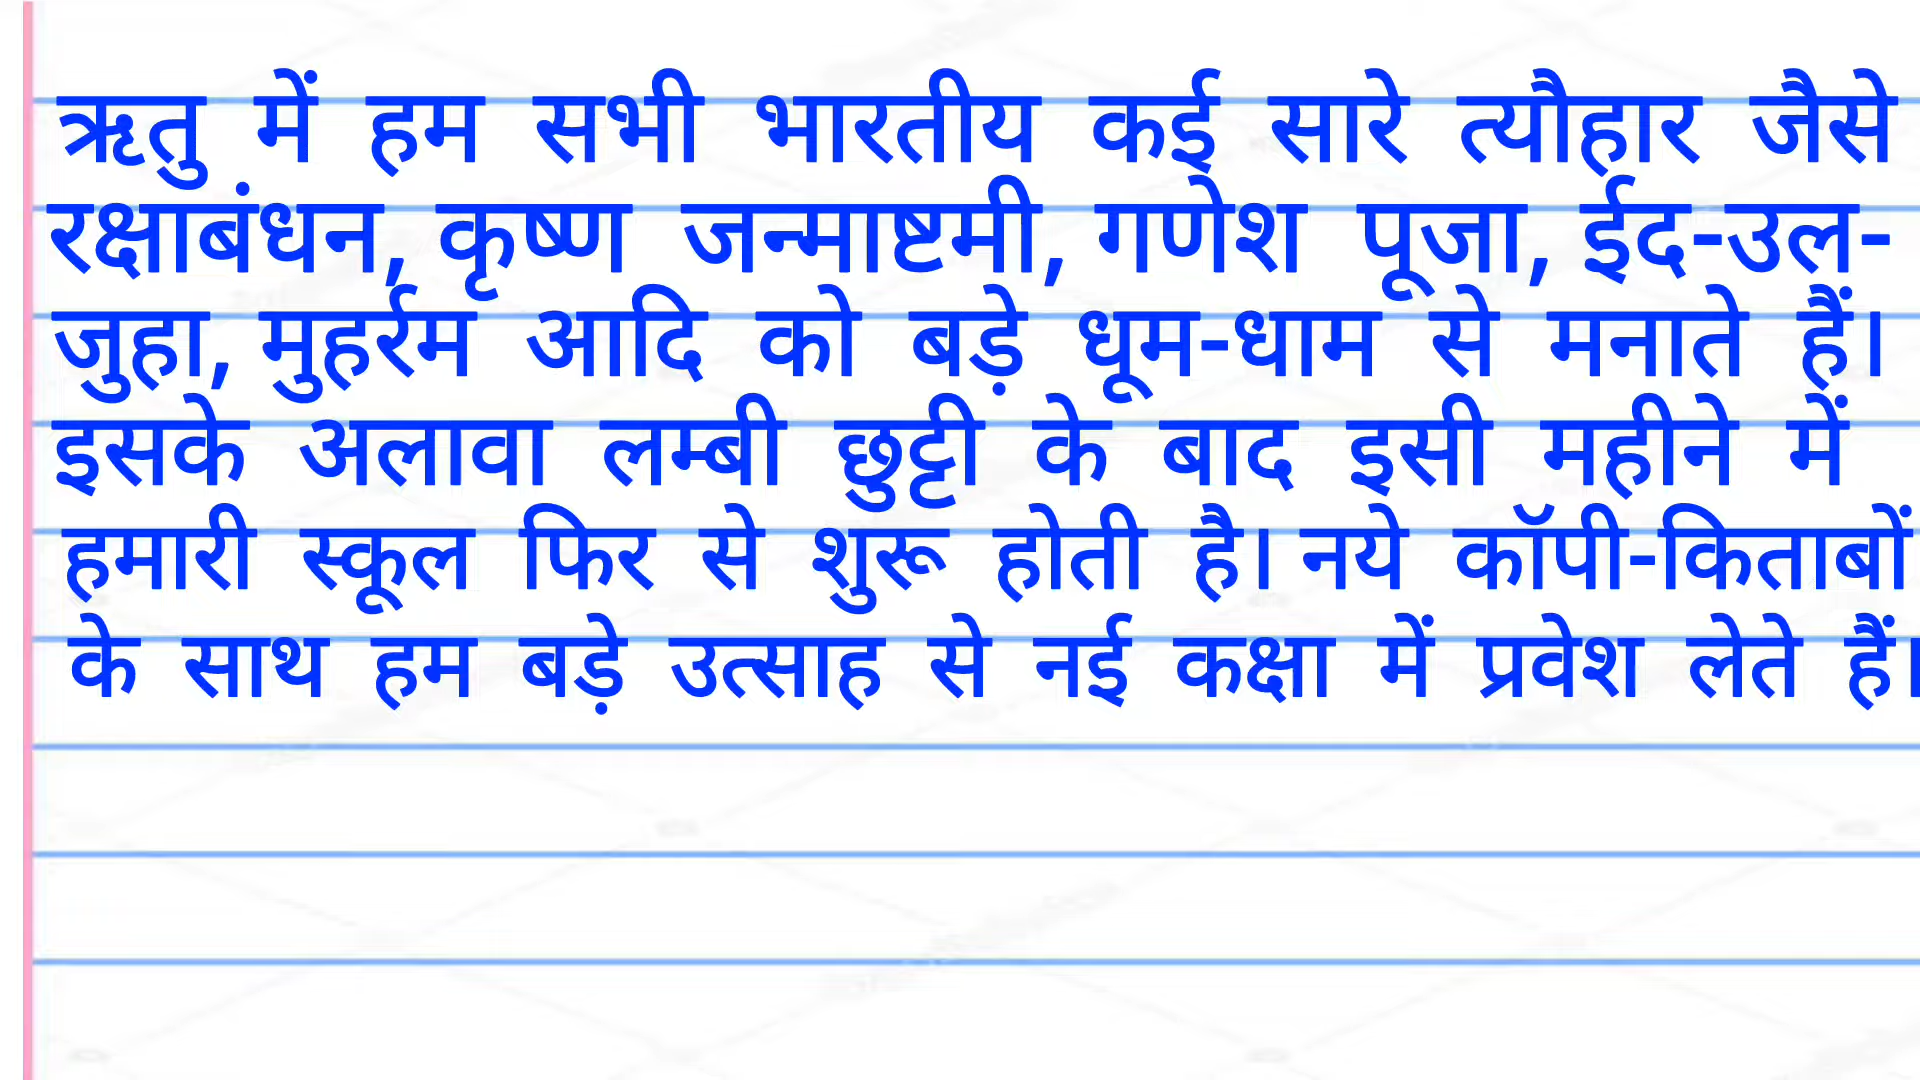 ऋतु में हम सभी भारतीय कई सारे त्यौहार जैसे
रक्षाबंधन, कृष्ण जन्माष्टमी, गणेश पूजा, ईद-उल-
जुहा, मुहर्रम आदि को बड़े धूम-धाम से मनाते हैं।
इसके अलावा लम्बी छुट्टी के बाद इसी महीने में
हमारी स्कूल फिर से शुरू होती है। नये कॉपी-किताबों
के साथ हम बड़े उत्साह से नई कक्षा में प्रवेश लेते हैं।